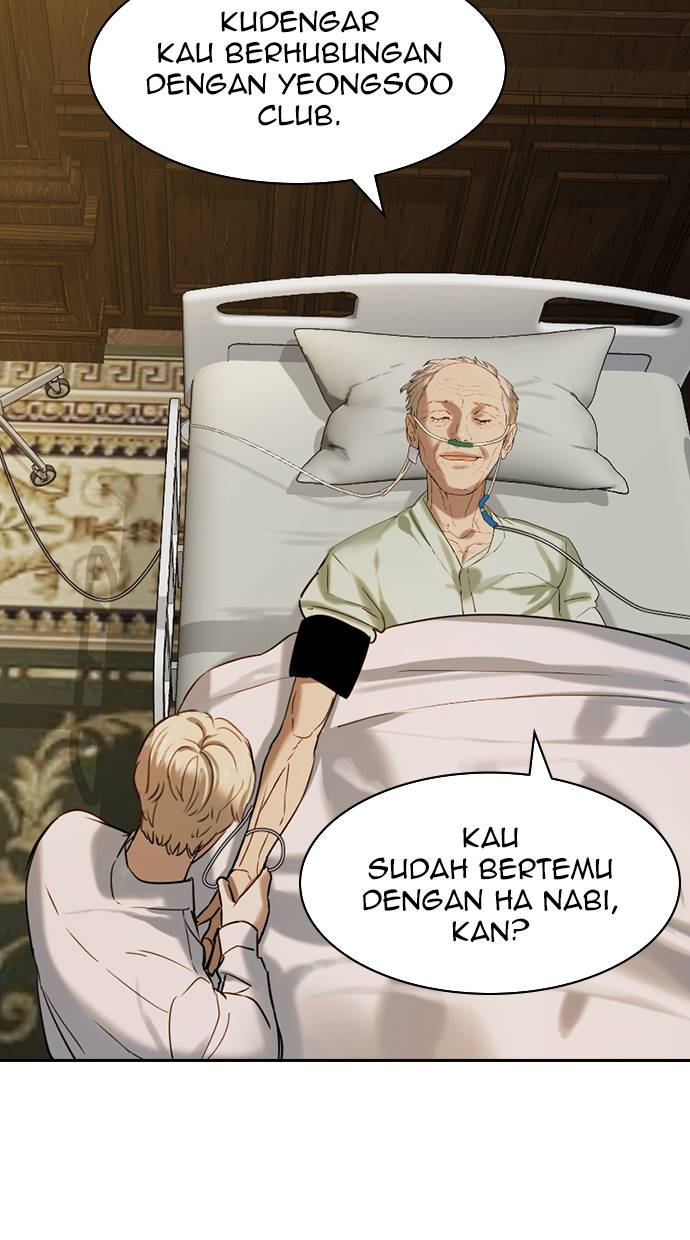 KUDENGAR
KAU BERHUBUNGAN
DENGAN YEONGSOO
CLUB.
KAU
SUDAH BERTEMU
DENGAN HA NABI,
KAN?